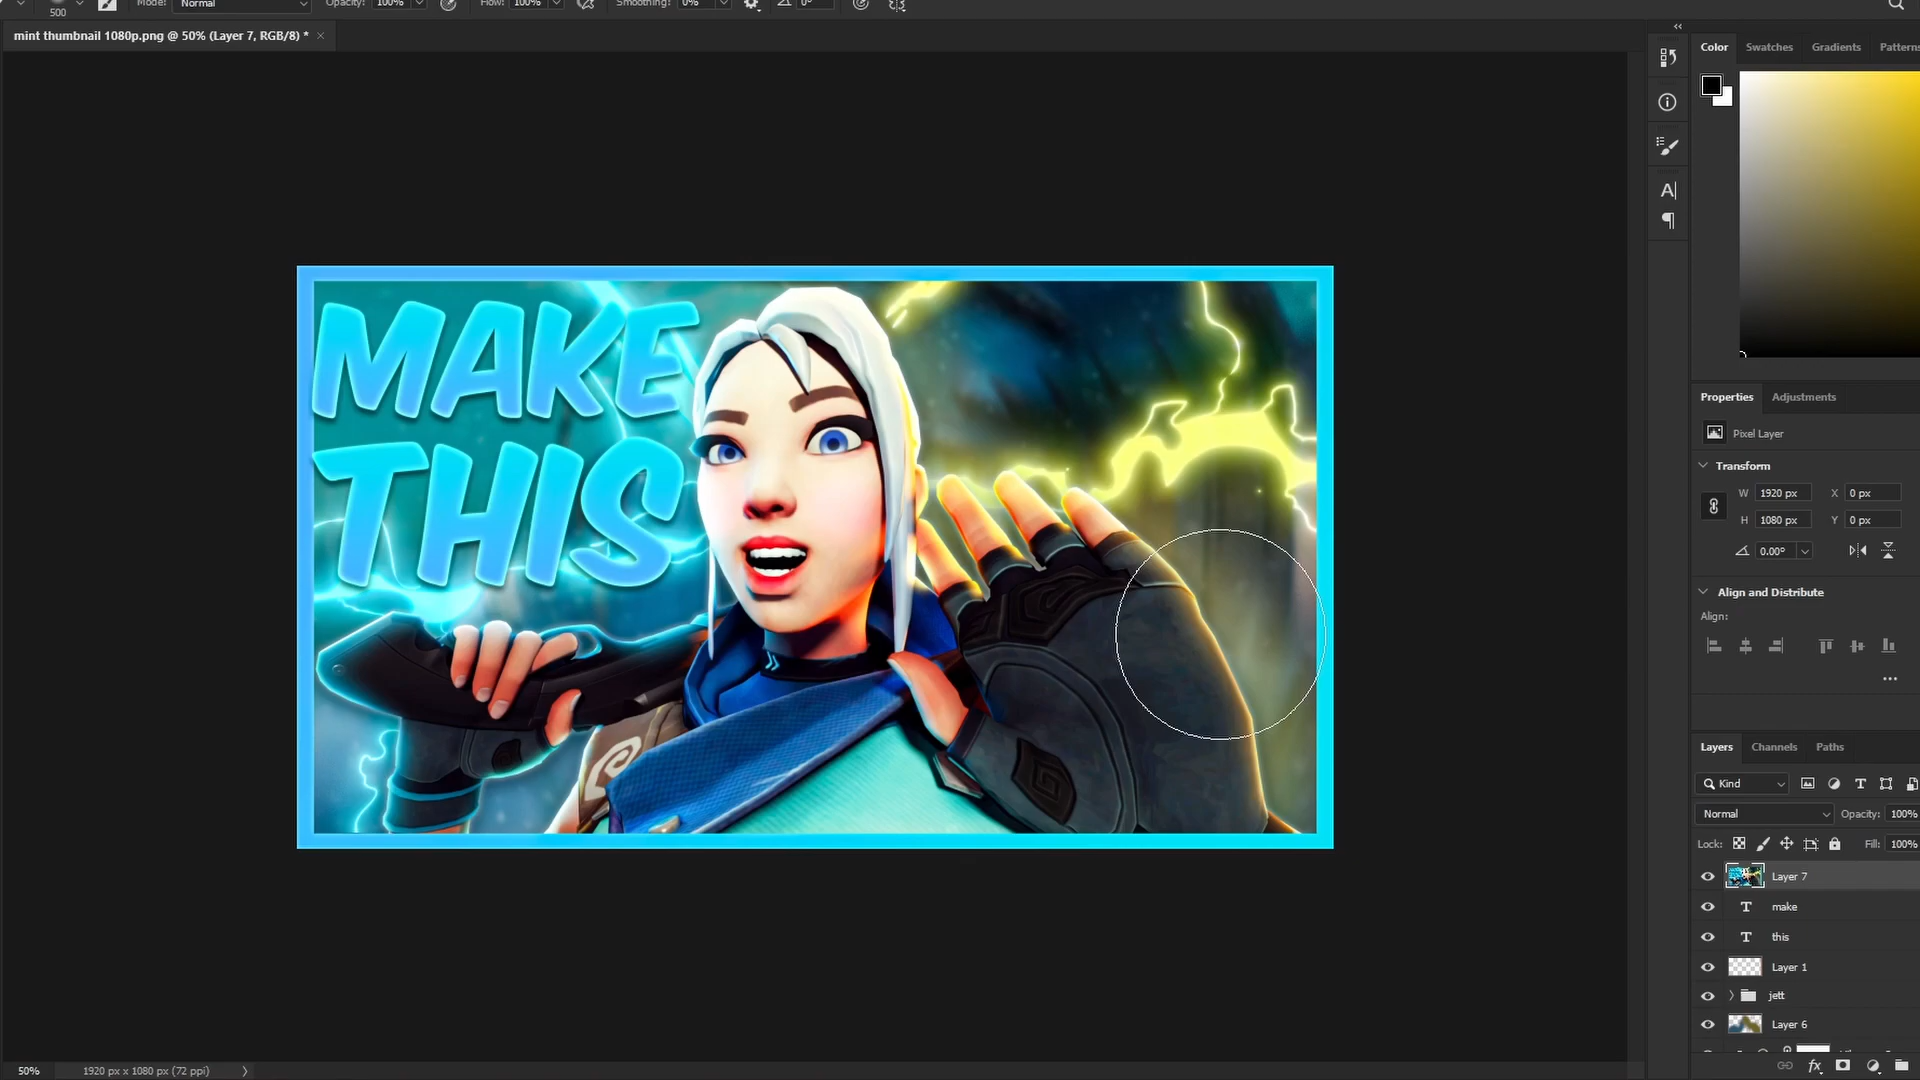 Mode: Normal Opacity: 100% Flow: 100% Smoothing: 0% 0°
500
mint thumbnail 1080p.png @ 50% (Layer 7, RGB/8) * ×
Color Swatches Gradients Patterns
MAKE
THIS
Properties Adjustments
Pixel Layer
Transform
W 1920 px X 0 px
H 1080 px Y 0 px
0.00°
Align and Distribute
Align:
Layers Channels Paths
Kind
Normal Opacity: 100%
Lock: Fill: 100%
Layer 7
make
this
Layer 1
jett
Layer 6
fx
50% 1920 px x 1080 px (72 ppi)